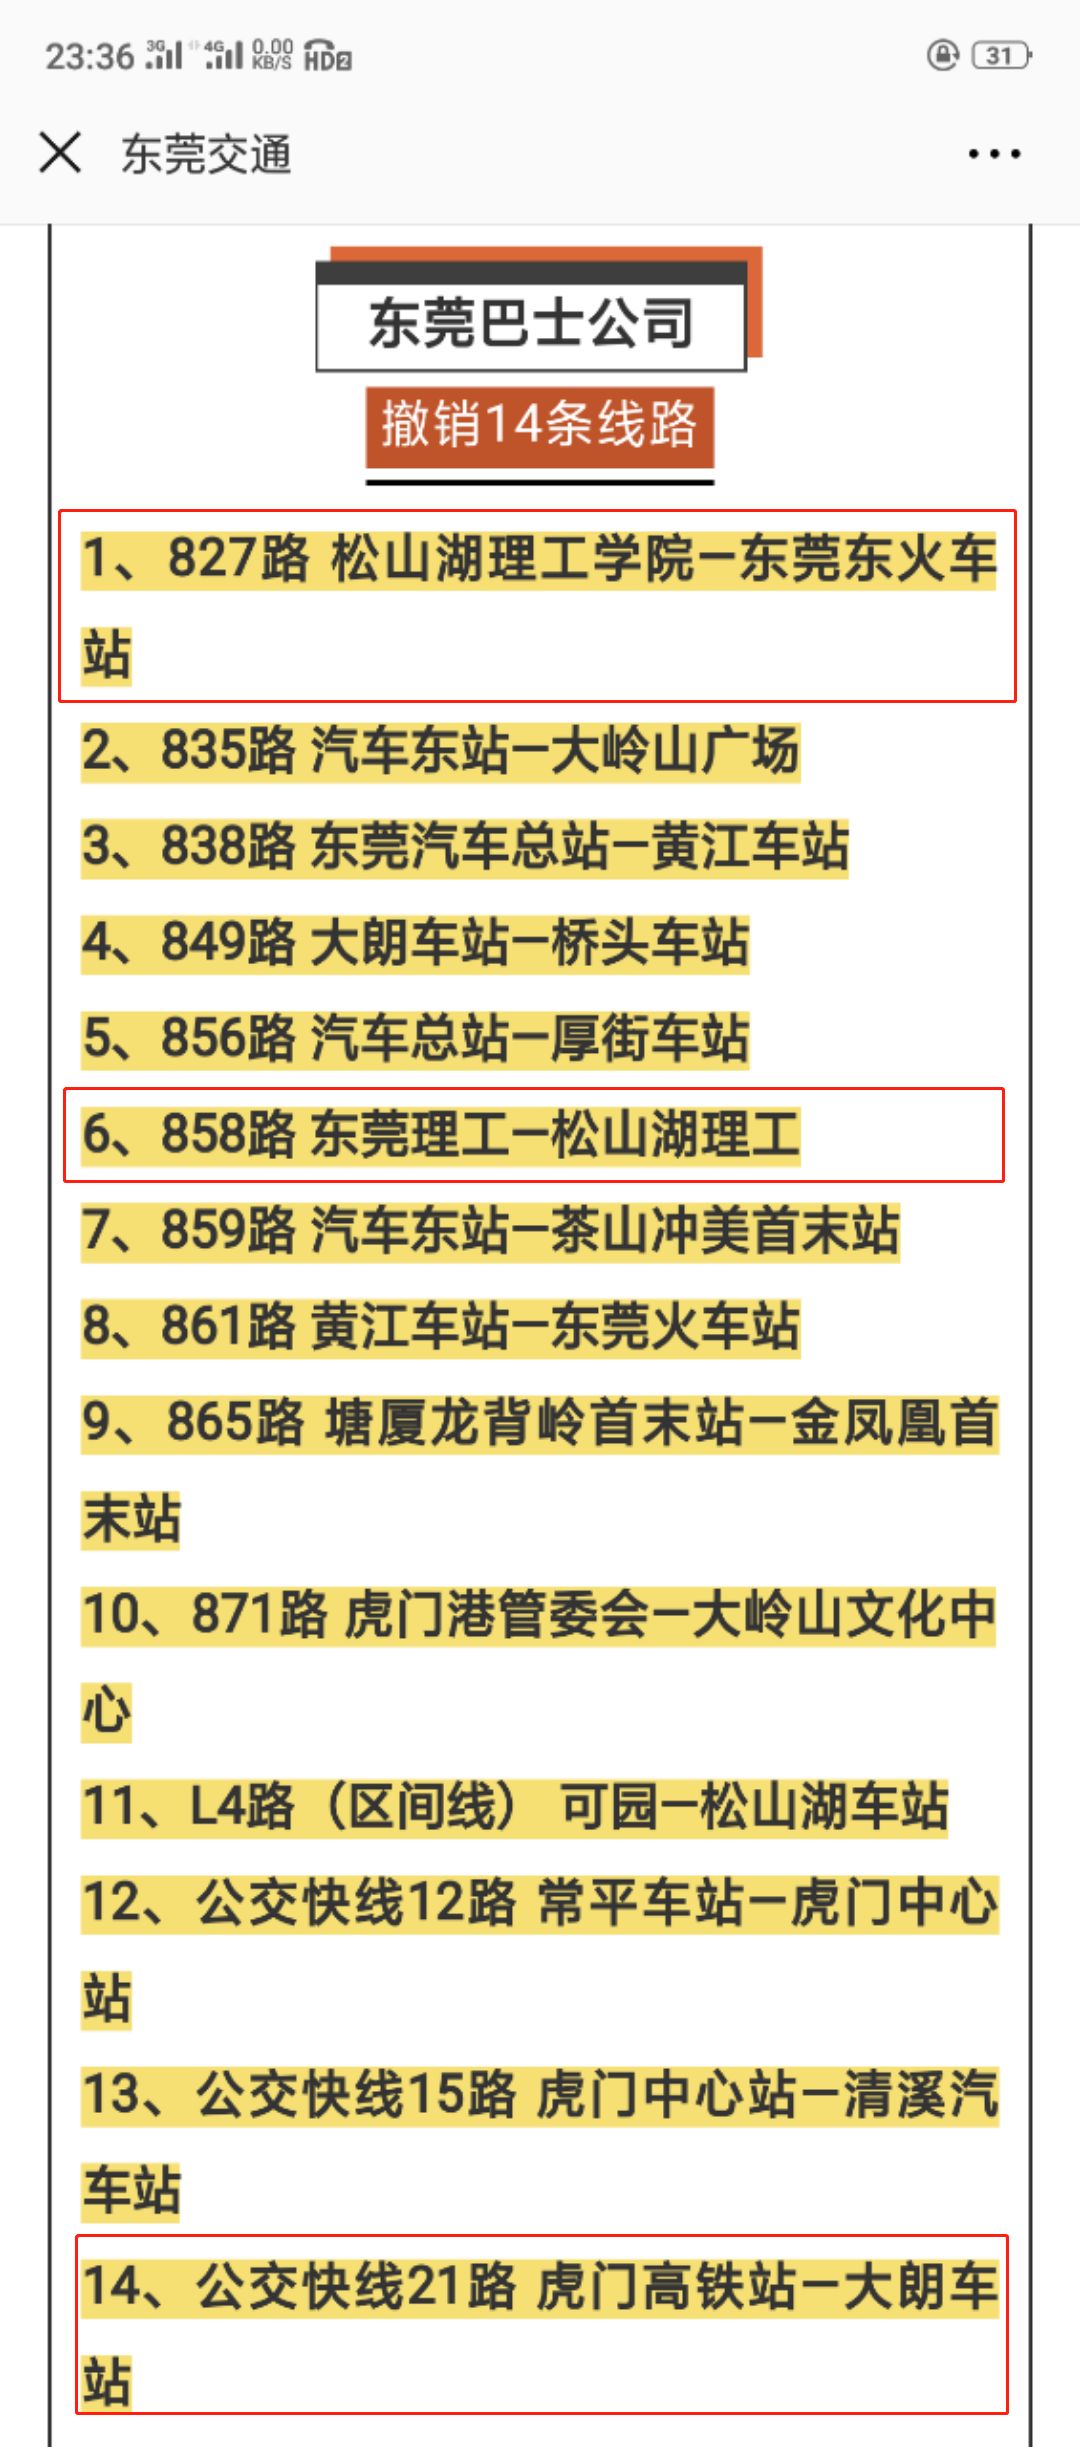 23:36 3G 4G 0.00 KB/S HD2 31
东莞交通
东莞巴士公司
撤销14条线路
1、827路 松山湖理工学院—东莞东火车
站
2、835路 汽车东站—大岭山广场
3、838路 东莞汽车总站—黄江车站
4、849路 大朗车站—桥头车站
5、856路 汽车总站—厚街车站
6、858路 东莞理工—松山湖理工
7、859路 汽车东站—茶山冲美首末站
8、861路 黄江车站—东莞火车站
9、865路 塘厦龙背岭首末站—金凤凰首
末站
10、871路 虎门港管委会—大岭山文化中
心
11、L4路（区间线） 可园—松山湖车站
12、公交快线12路 常平车站—虎门中心
站
13、公交快线15路 虎门中心站—清溪汽
车站
14、公交快线21路 虎门高铁站—大朗车
站